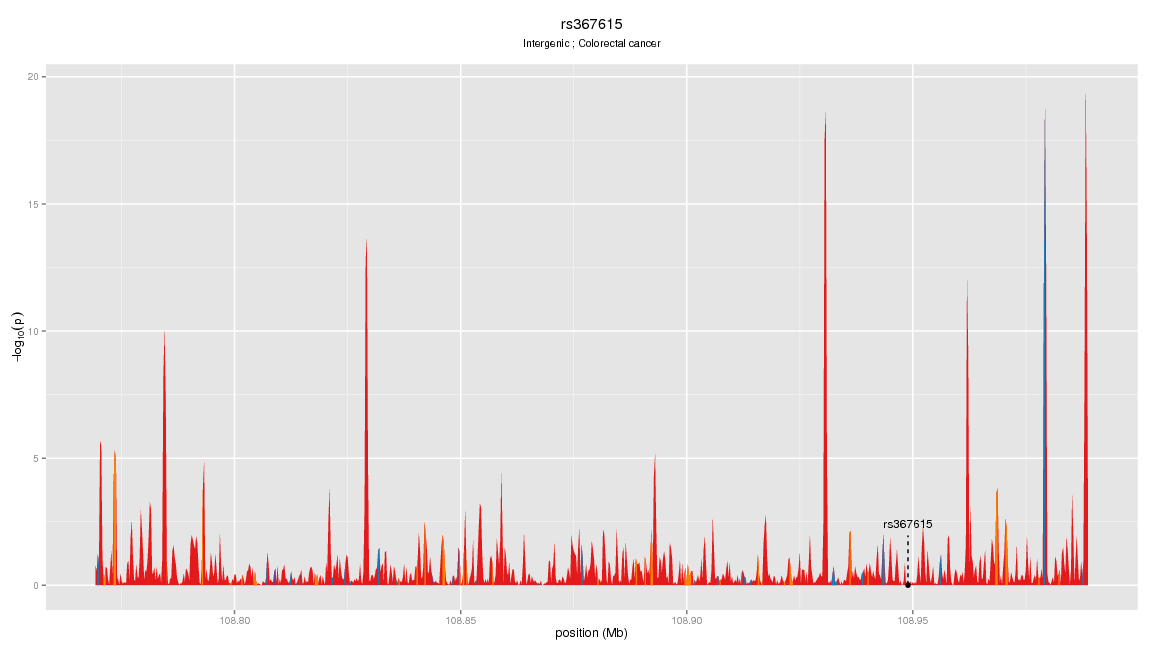 rs367615
Intergenic ; Colorectal cancer
20
15
10
5
0
−log10(p)
rs367615
108.80 108.85 108.90 108.95
position (Mb)